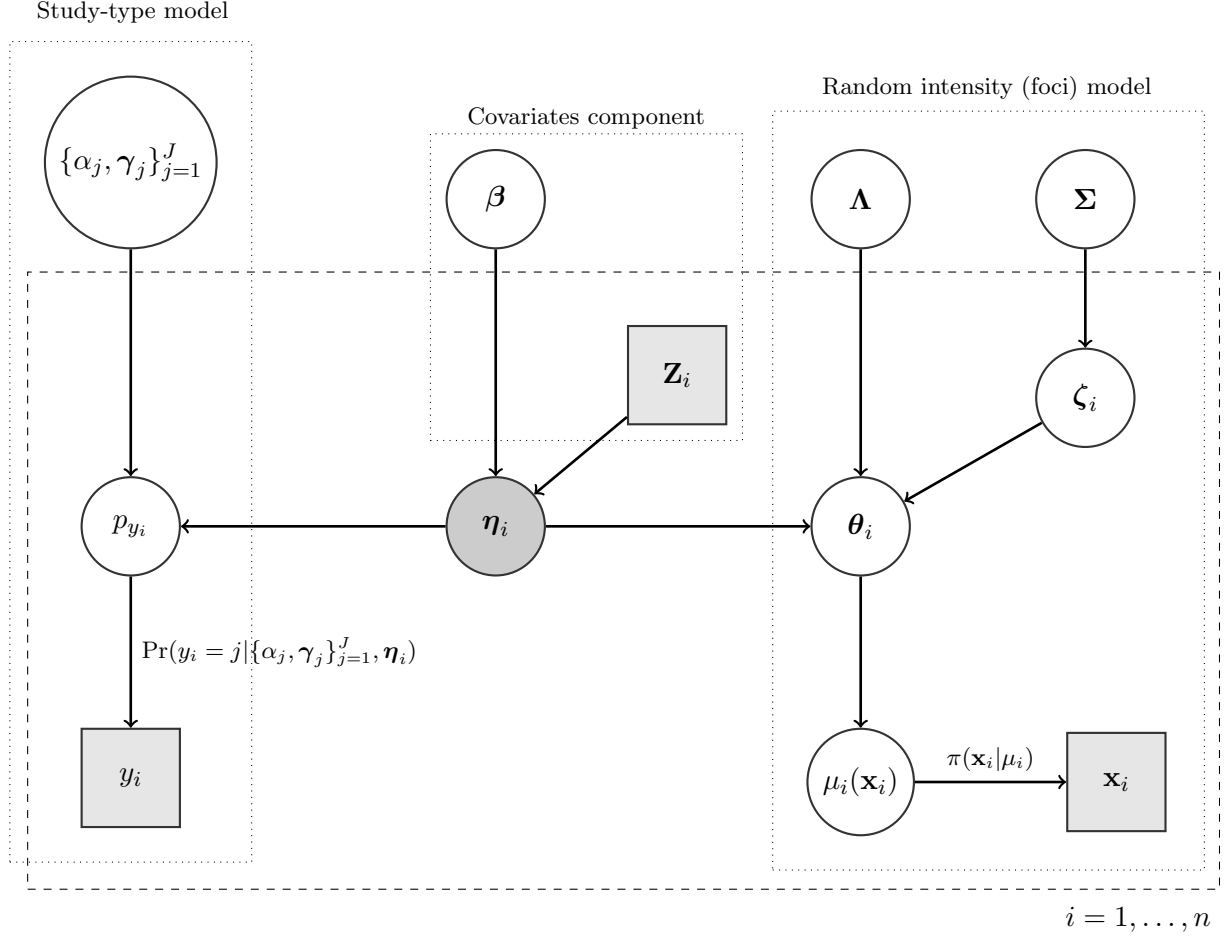 Study-type model
Random intensity (foci) model
Covariates component
{α_j, γ_j}_{j=1}^J
β
Λ
Σ
Z_i
ζ_i
p_{y_i}
η_i
θ_i
Pr(y_i = j|{α_j, γ_j}_{j=1}^J, η_i)
y_i
μ_i(x_i)
π(x_i|μ_i)
x_i
i = 1, . . . , n